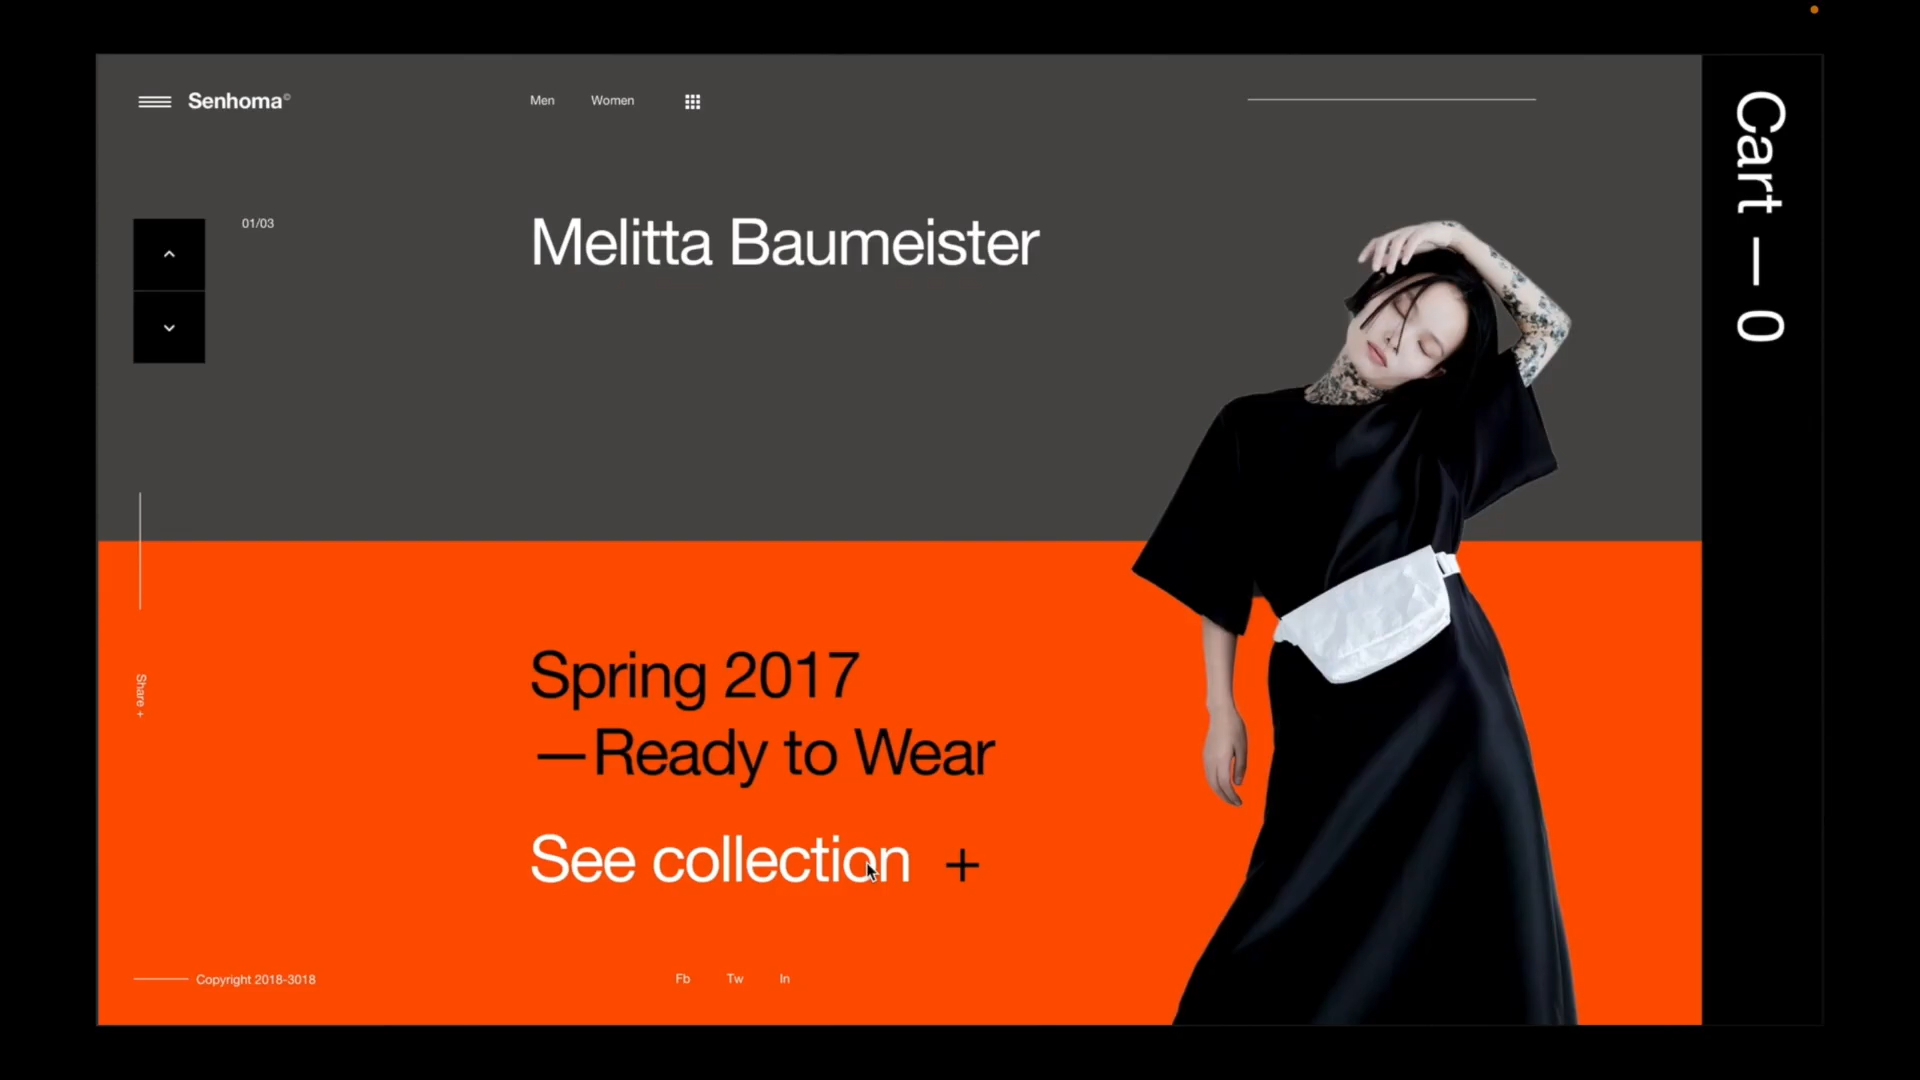 Senhoma©
Men
Women
Cart — 0
01/03
Melitta Baumeister
Spring 2017
—Ready to Wear
See collection +
Share +
Copyright 2018-3018
Fb
Tw
In